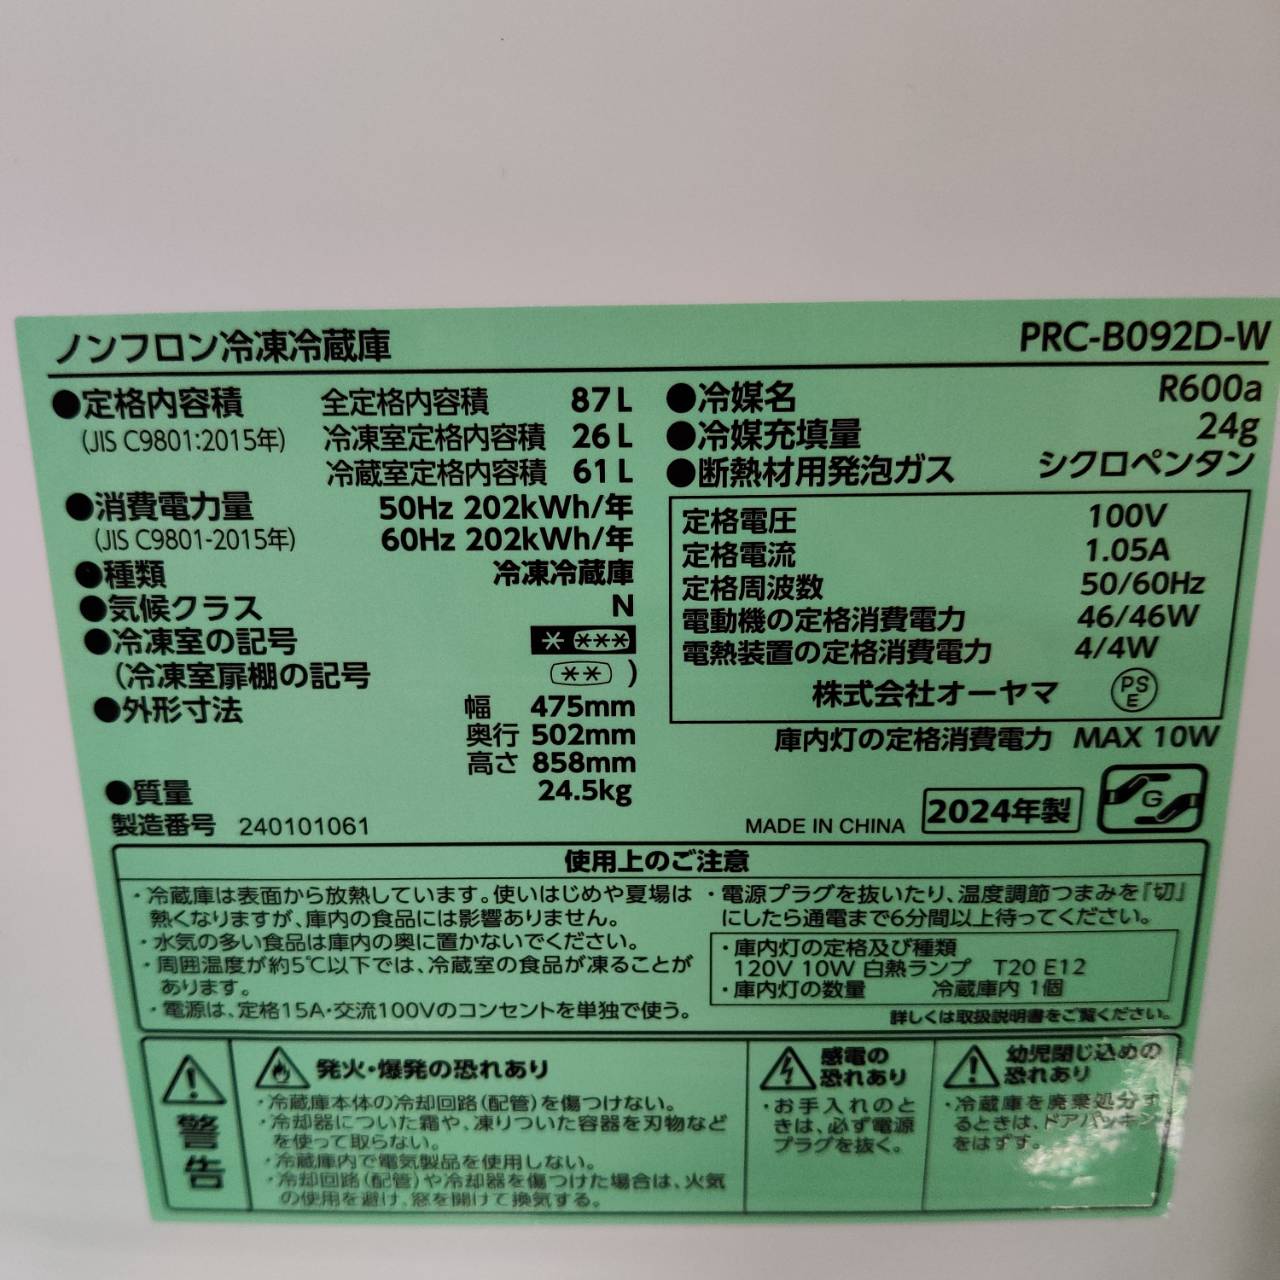 ノンフロン冷凍冷蔵庫 PRC-B092D-W
●定格内容積 全定格内容積 87L
(JIS C9801:2015年) 冷凍室定格内容積 26L
冷蔵室定格内容積 61L
●消費電力量 50Hz 202kWh/年
(JIS C9801-2015年) 60Hz 202kWh/年
●種類 冷凍冷蔵庫
●気候クラス N
●冷凍室の記号 * ***
(冷凍室扉棚の記号 ** )
●外形寸法 幅 475mm
奥行 502mm
高さ 858mm
●質量 24.5kg
製造番号 240101061
●冷媒名 R600a
●冷媒充填量 24g
●断熱材用発泡ガス シクロペンタン
定格電圧 100V
定格電流 1.05A
定格周波数 50/60Hz
電動機の定格消費電力 46/46W
電熱装置の定格消費電力 4/4W
株式会社オーヤマ PSE
庫内灯の定格消費電力 MAX 10W
MADE IN CHINA 2024年製 G
使用上のご注意
・冷蔵庫は表面から放熱しています。使いはじめや夏場は
熱くなりますが、庫内の食品には影響ありません。
・水気の多い食品は庫内の奥に置かないでください。
・周囲温度が約5℃以下では、冷蔵室の食品が凍ることが
あります。
・電源は、定格15A・交流100Vのコンセントを単独で使う。
・電源プラグを抜いたり、温度調節つまみを「切」
にしたら通電まで6分間以上待ってください。
・庫内灯の定格及び種類
120V 10W 白熱ランプ T20 E12
・庫内灯の数量 冷蔵庫内 1個
詳しくは取扱説明書をご覧ください。
警告
発火・爆発の恐れあり
・冷蔵庫本体の冷却回路(配管)を傷つけない。
・冷却器についた霜や、凍りついた容器を刃物など
を使って取らない。
・冷蔵庫内で電気製品を使用しない。
・冷却回路(配管)や冷却器を傷つけた場合は、火気
の使用を避け、窓を開けて換気する。
感電の
恐れあり
・お手入れのと
きは、必ず電源
プラグを抜く。
幼児閉じ込めの
恐れあり
・冷蔵庫を廃棄処分す
るときは、ドアパッキン
をはずす。